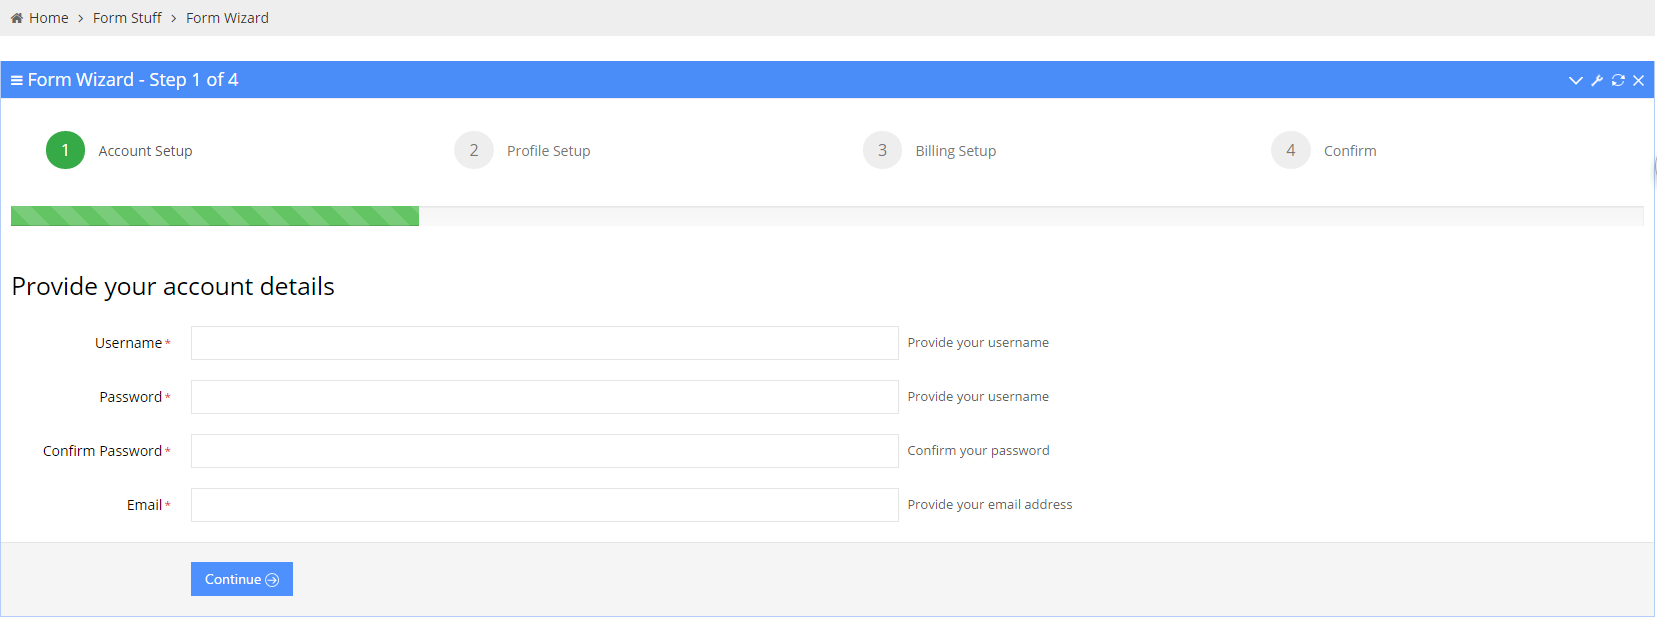 Home > Form Stuff > Form Wizard
Form Wizard - Step 1 of 4
1 Account Setup 2 Profile Setup 3 Billing Setup 4 Confirm
Provide your account details
Username* Provide your username
Password* Provide your username
Confirm Password* Confirm your password
Email* Provide your email address
Continue